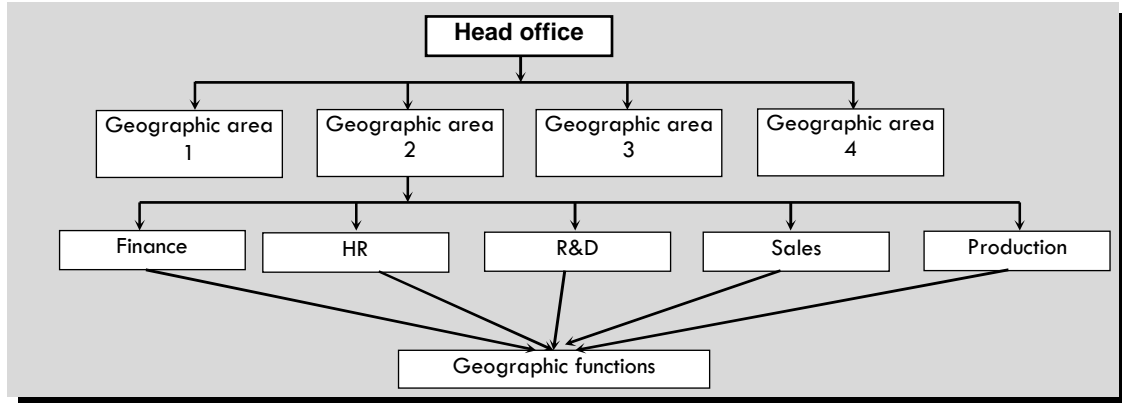 Head office
Geographic area
1
Geographic area
2
Geographic area
3
Geographic area
4
Finance
HR
R&D
Sales
Production
Geographic functions